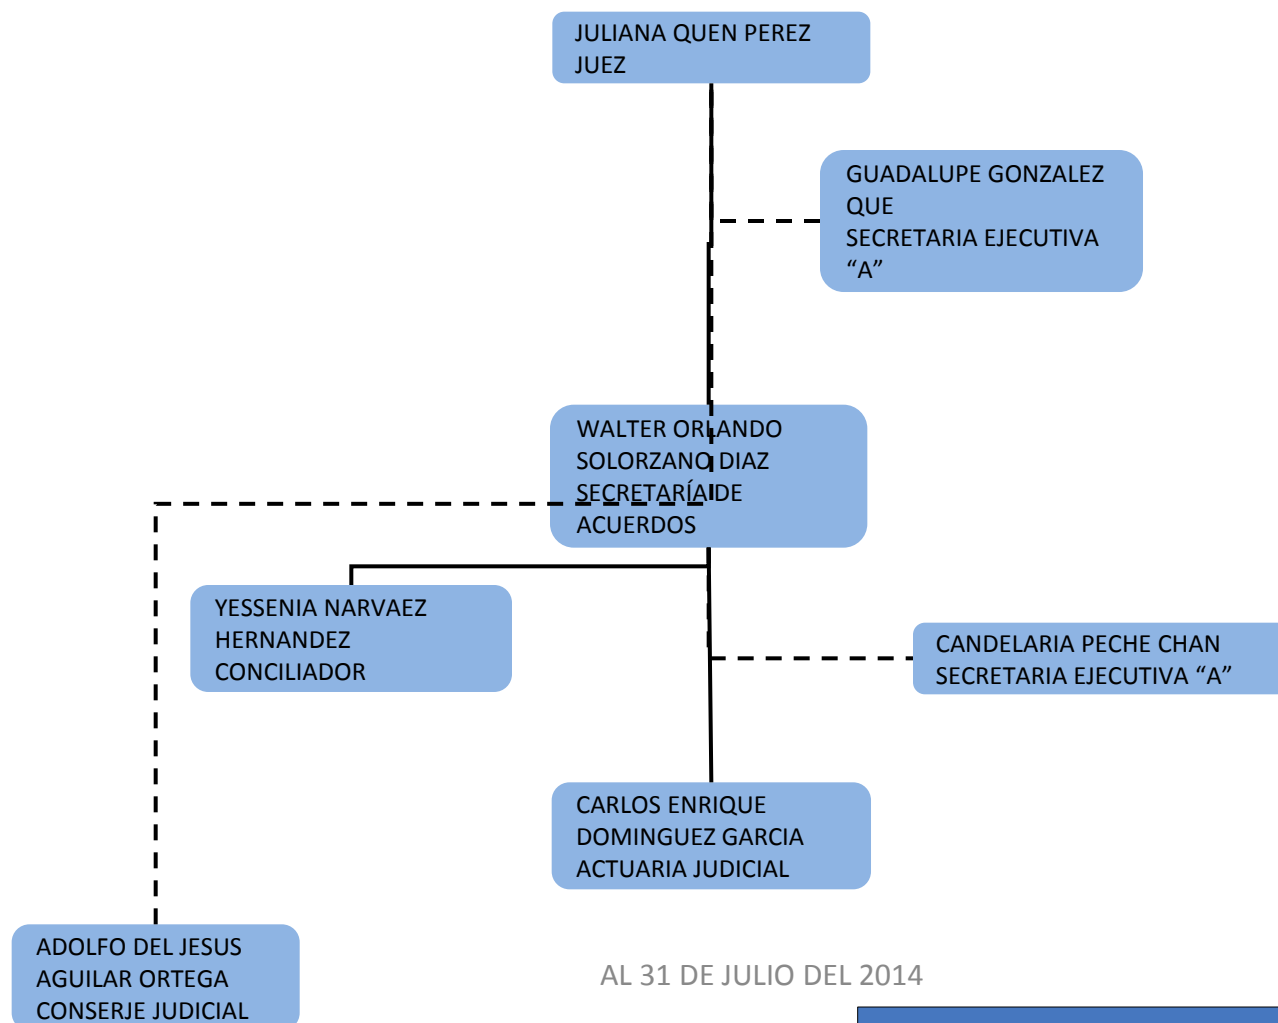 JULIANA QUEN PEREZ
JUEZ
GUADALUPE GONZALEZ
QUE
SECRETARIA EJECUTIVA
“A”
WALTER ORLANDO
SOLORZANO DIAZ
SECRETARÍA DE
ACUERDOS
YESSENIA NARVAEZ
HERNANDEZ
CONCILIADOR
CANDELARIA PECHE CHAN
SECRETARIA EJECUTIVA “A”
CARLOS ENRIQUE
DOMINGUEZ GARCIA
ACTUARIA JUDICIAL
ADOLFO DEL JESUS
AGUILAR ORTEGA
CONSERJE JUDICIAL
AL 31 DE JULIO DEL 2014